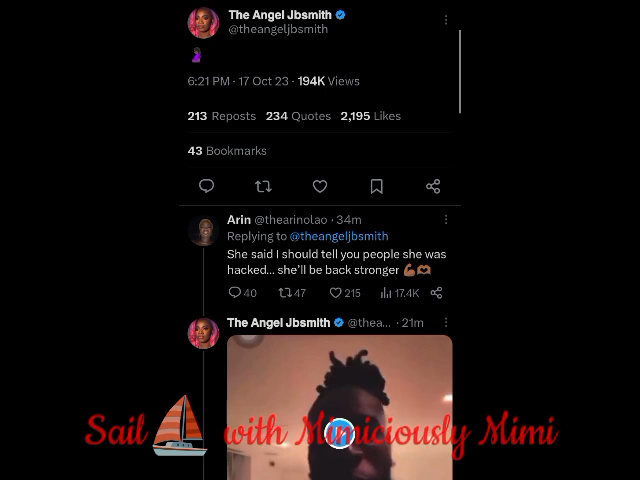 The Angel Jbsmith
@theangeljbsmith
6:21 PM · 17 Oct 23 · 194K Views
213 Reposts 234 Quotes 2,195 Likes
43 Bookmarks
Arin @thearinolao · 34m
Replying to @theangeljbsmith
She said I should tell you people she was
hacked... she'll be back stronger 💪🏾🫶🏾
40 47 215 17.4K
The Angel Jbsmith @thea... · 21m
Sail with Mimiciously Mimi